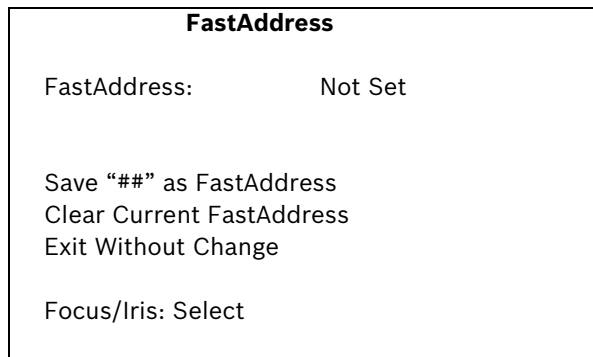 FastAddress
FastAddress: Not Set
Save “##” as FastAddress
Clear Current FastAddress
Exit Without Change
Focus/Iris: Select